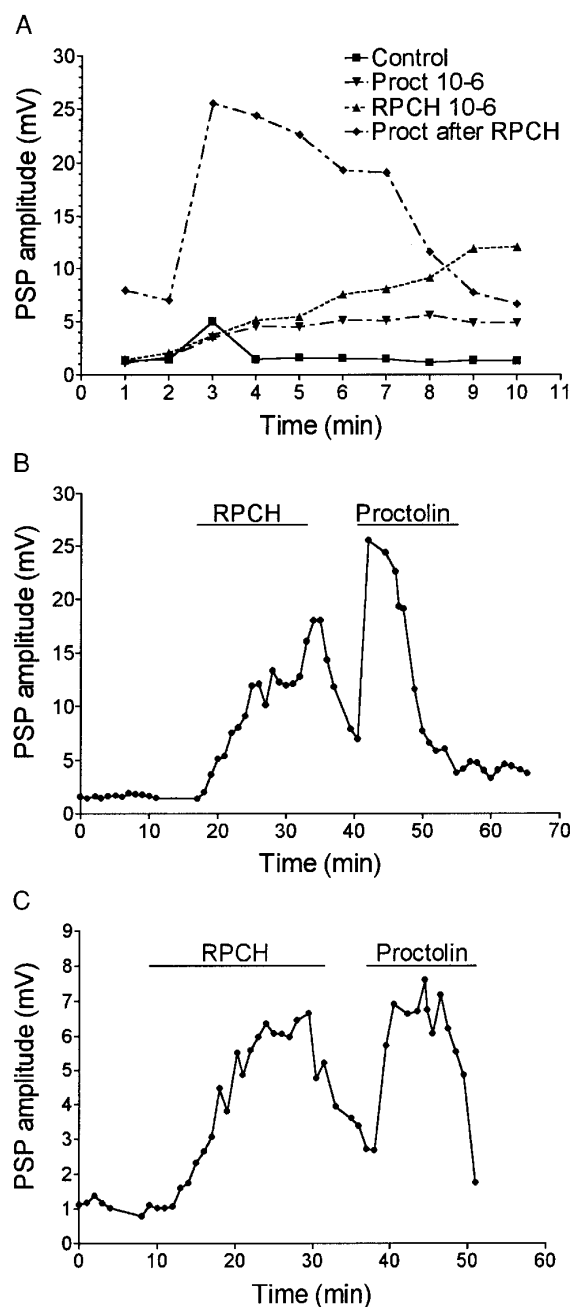 A
Control
Proct 10-6
RPCH 10-6
Proct after RPCH
PSP amplitude (mV)
30
25
20
15
10
5
0
0 1 2 3 4 5 6 7 8 9 10 11
Time (min)
B
RPCH Proctolin
PSP amplitude (mV)
30
25
20
15
10
5
0
0 10 20 30 40 50 60 70
Time (min)
C
RPCH Proctolin
PSP amplitude (mV)
9
8
7
6
5
4
3
2
1
0
0 10 20 30 40 50 60
Time (min)